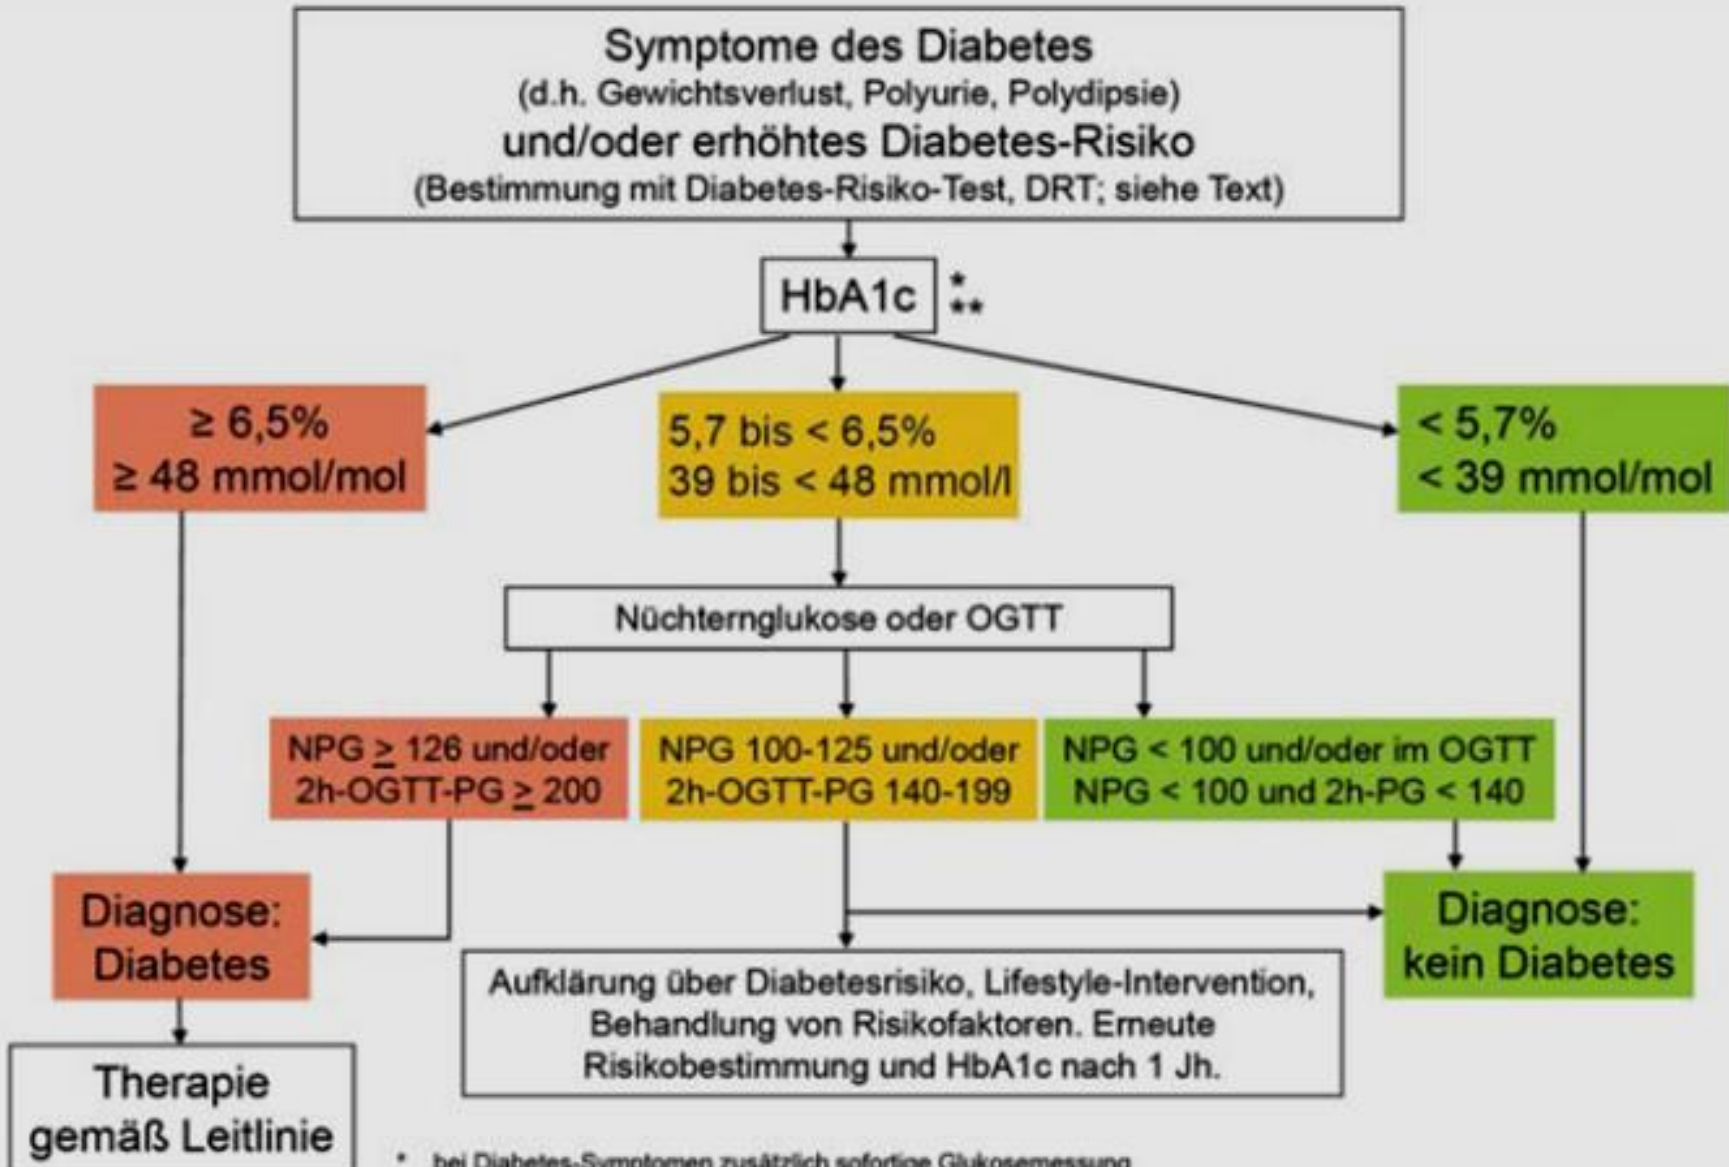 Symptome des Diabetes
(d.h. Gewichtsverlust, Polyurie, Polydipsie)
und/oder erhöhtes Diabetes-Risiko
(Bestimmung mit Diabetes-Risiko-Test, DRT; siehe Text)
HbA1c
*
**
≥ 6,5%
≥ 48 mmol/mol
5,7 bis < 6,5%
39 bis < 48 mmol/l
< 5,7%
< 39 mmol/mol
Nüchternglukose oder OGTT
NPG ≥ 126 und/oder
2h-OGTT-PG ≥ 200
NPG 100-125 und/oder
2h-OGTT-PG 140-199
NPG < 100 und/oder im OGTT
NPG < 100 und 2h-PG < 140
Diagnose:
Diabetes
Diagnose:
kein Diabetes
Aufklärung über Diabetesrisiko, Lifestyle-Intervention,
Behandlung von Risikofaktoren. Erneute
Risikobestimmung und HbA1c nach 1 Jh.
Therapie
gemäß Leitlinie
* bei Diabetes-Symptomen zusätzlich sofortige Glukosemessung